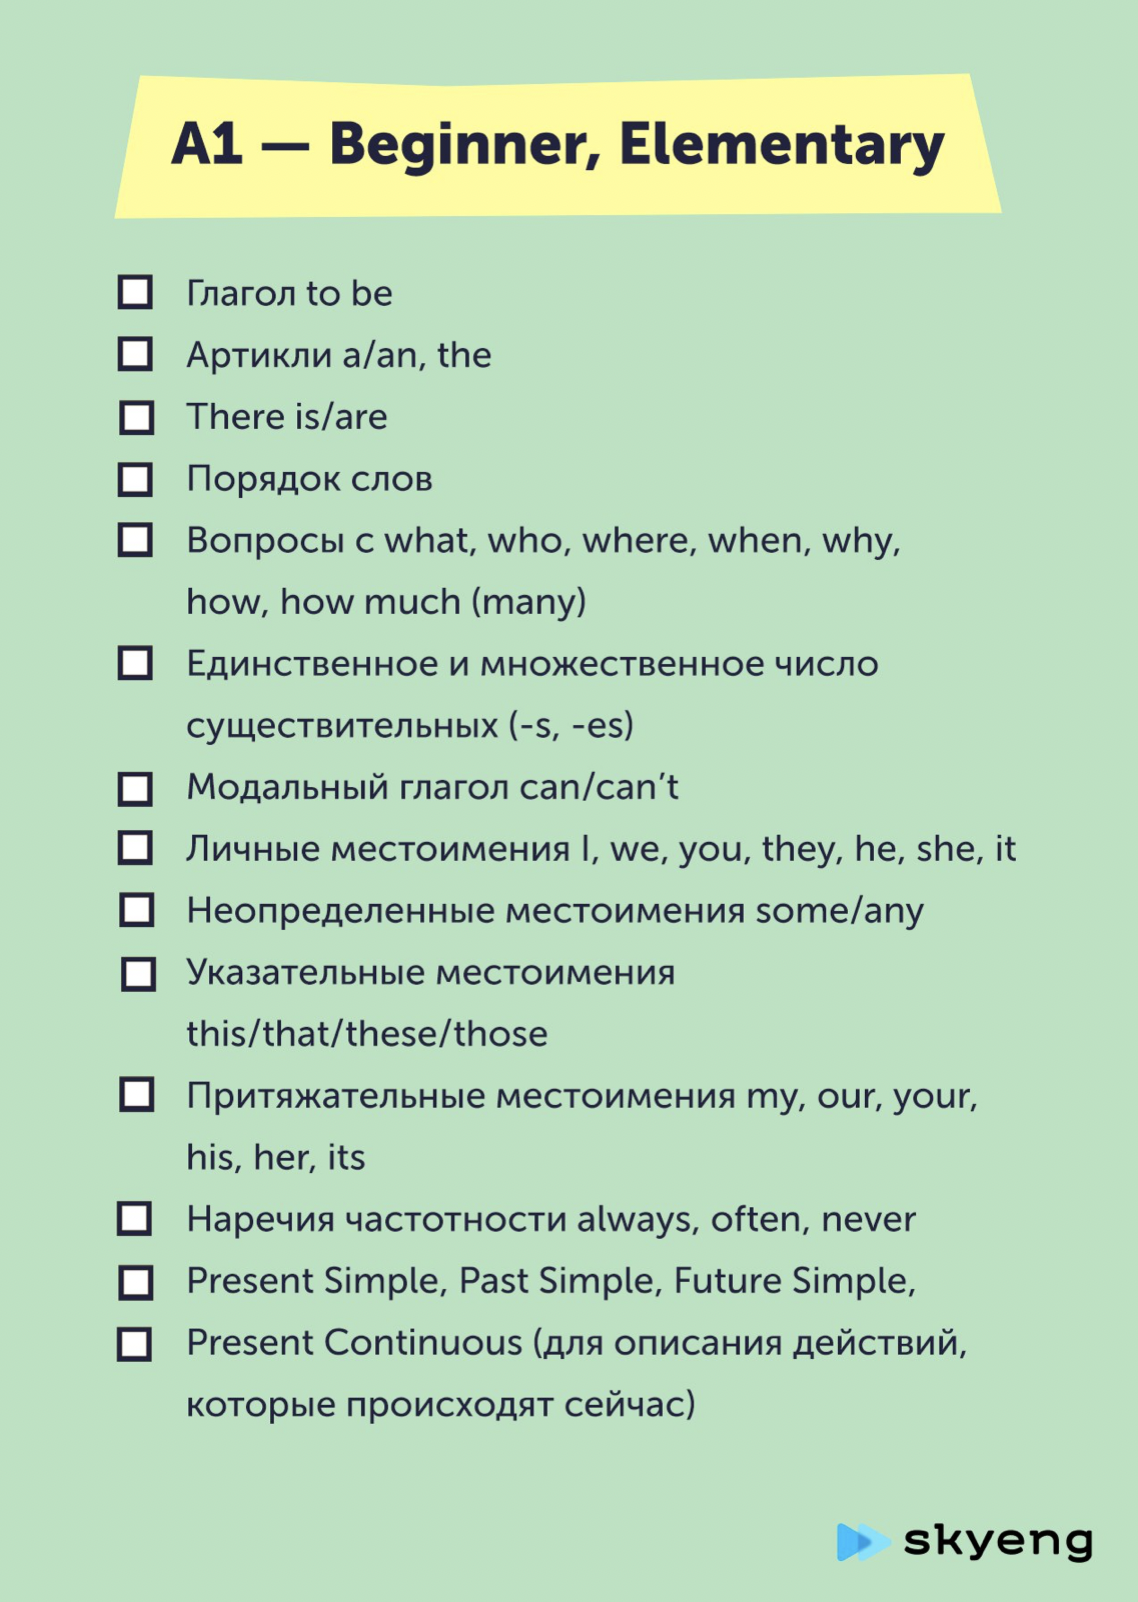 A1 — Beginner, Elementary
Глагол to be
Артикли a/an, the
There is/are
Порядок слов
Вопросы с what, who, where, when, why,
how, how much (many)
Единственное и множественное число
существительных (-s, -es)
Модальный глагол can/can’t
Личные местоимения I, we, you, they, he, she, it
Неопределенные местоимения some/any
Указательные местоимения
this/that/these/those
Притяжательные местоимения my, our, your,
his, her, its
Наречия частотности always, often, never
Present Simple, Past Simple, Future Simple,
Present Continuous (для описания действий,
которые происходят сейчас)
skyeng